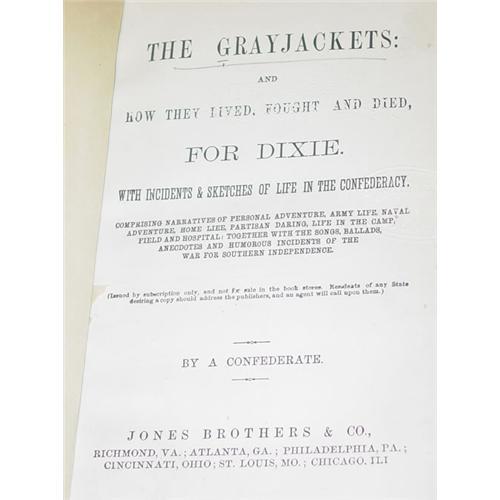 THE GRAYJACKETS:
AND
HOW THEY LIVED, FOUGHT AND DIED,
FOR DIXIE.
WITH INCIDENTS & SKETCHES OF LIFE IN THE CONFEDERACY.
COMPRISING NARRATIVES OF PERSONAL ADVENTURE, ARMY LIFE, NAVAL
ADVENTURE, HOME LIFE, PARTISAN DARING, LIFE IN THE CAMP,
FIELD AND HOSPITAL: TOGETHER WITH THE SONGS, BALLADS,
ANECDOTES AND HUMOROUS INCIDENTS OF THE
WAR FOR SOUTHERN INDEPENDENCE.
(Issued by subscription only, and not for sale in the book stores. Residents of any State
desiring a copy should address the publishers, and an agent will call upon them.)
BY A CONFEDERATE.
JONES BROTHERS & CO.,
RICHMOND, VA.; ATLANTA, GA.; PHILADELPHIA, PA.;
CINCINNATI, OHIO; ST. LOUIS, MO.; CHICAGO, ILL